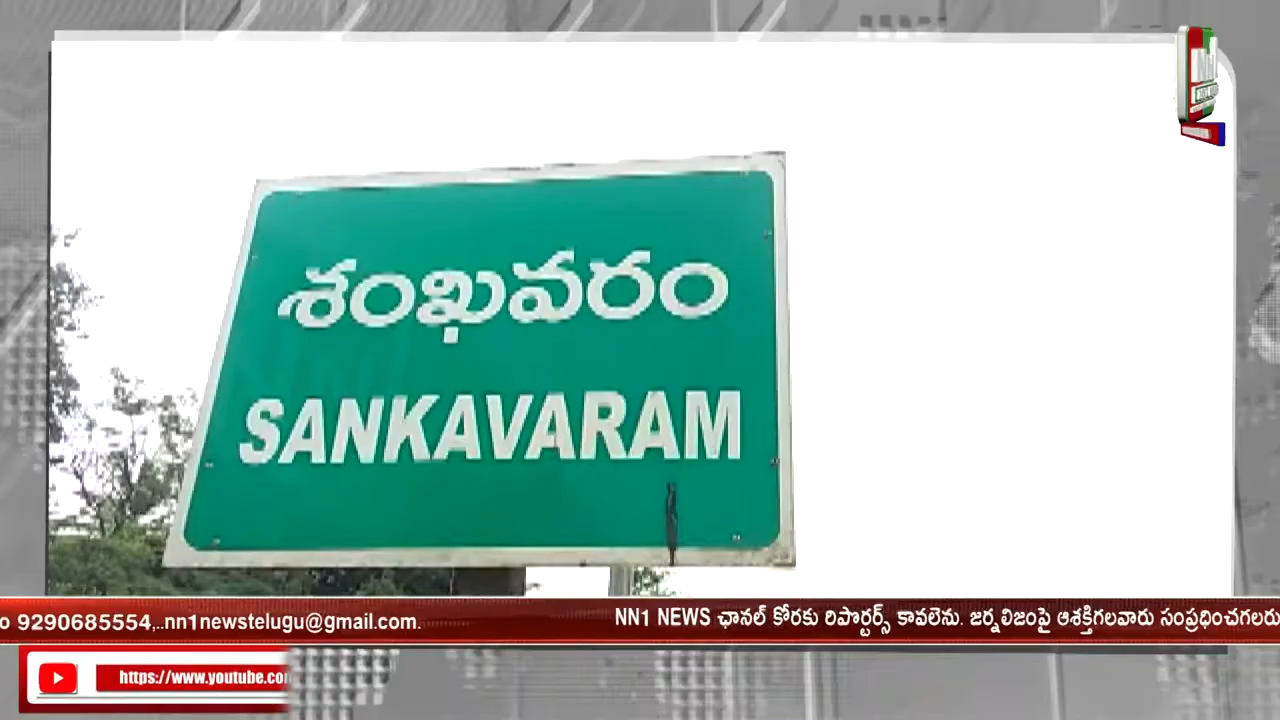 శంఖవరం
SANKAVARAM
9290685554,..nn1newstelugu@gmail.com.
NN1 NEWS ఛానల్ కోరకు రిపొర్టర్స్ కావలెను. జర్నలిజంపై ఆశక్తిగలవారు సంప్రధించగలరు
https://www.youtube.co